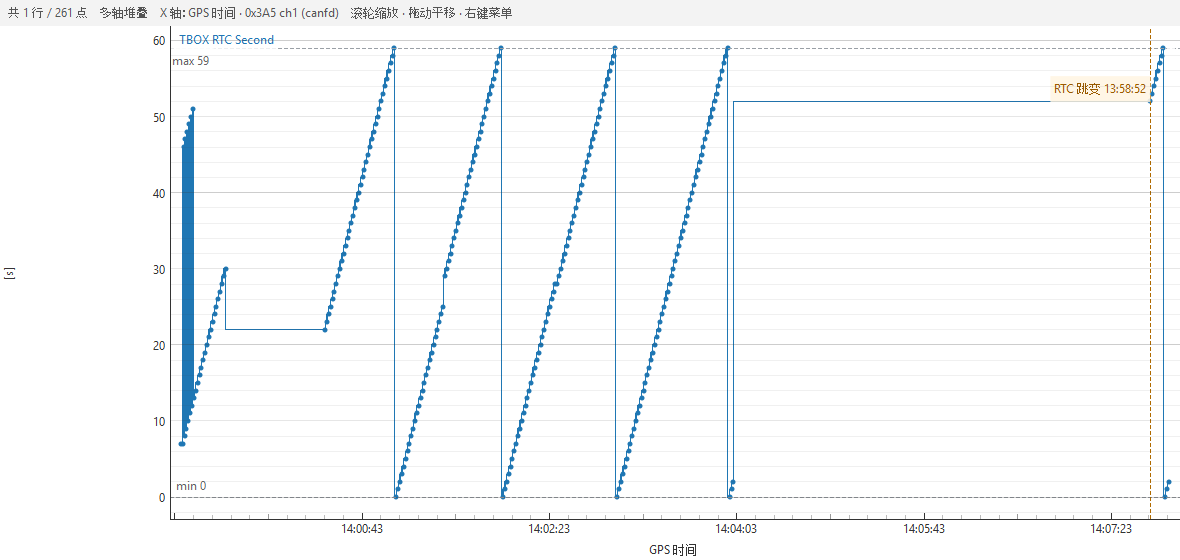 共 1 行 / 261 点 多轴堆叠 X 轴: GPS 时间 · 0x3A5 ch1 (canfd) 滚轮缩放 · 拖动平移 · 右键菜单
60
TBOX RTC Second
max 59
RTC 跳变 13:58:52
50
40
30
[s]
20
10
min 0
0
14:00:43
14:02:23
14:04:03
14:05:43
14:07:23
GPS 时间